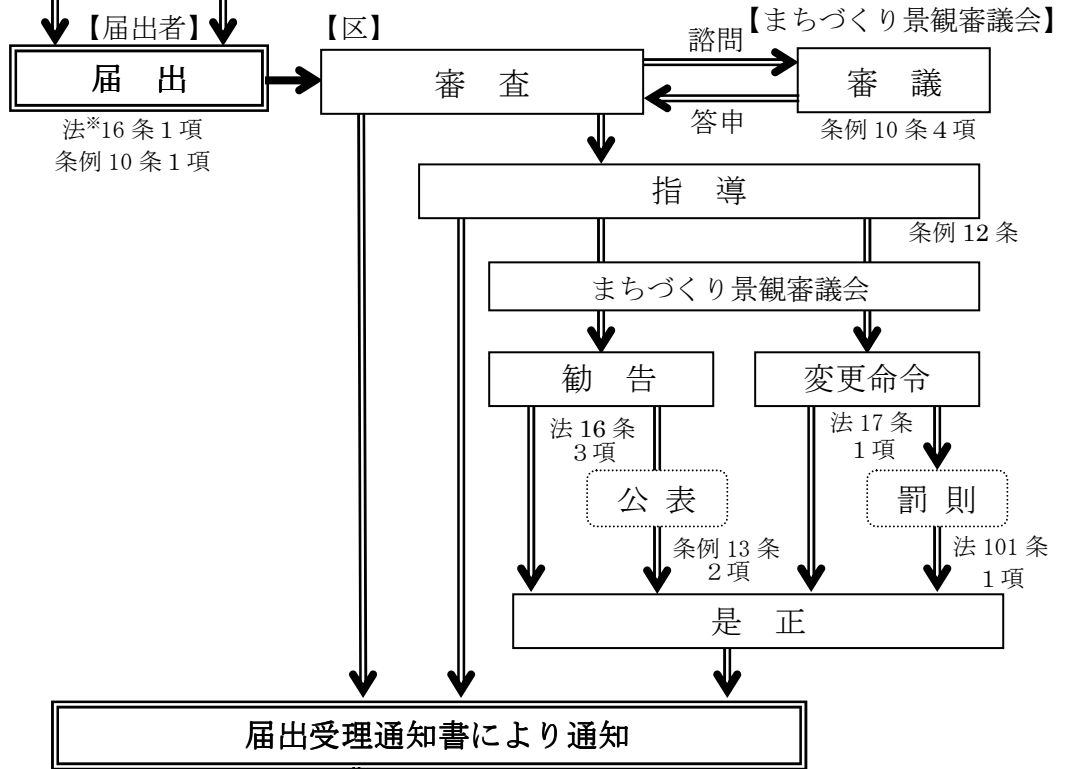 【届出者】
【区】
【まちづくり景観審議会】
諮問
届　出
審　査
審　議
答申
法※16条1項
条例10条4項
条例10条1項
指　導
条例12条
まちづくり景観審議会
勧　告
変更命令
法16条
3項
法17条
1項
公 表
罰 則
条例13条
2項
法101条
1項
是　正
届出受理通知書により通知